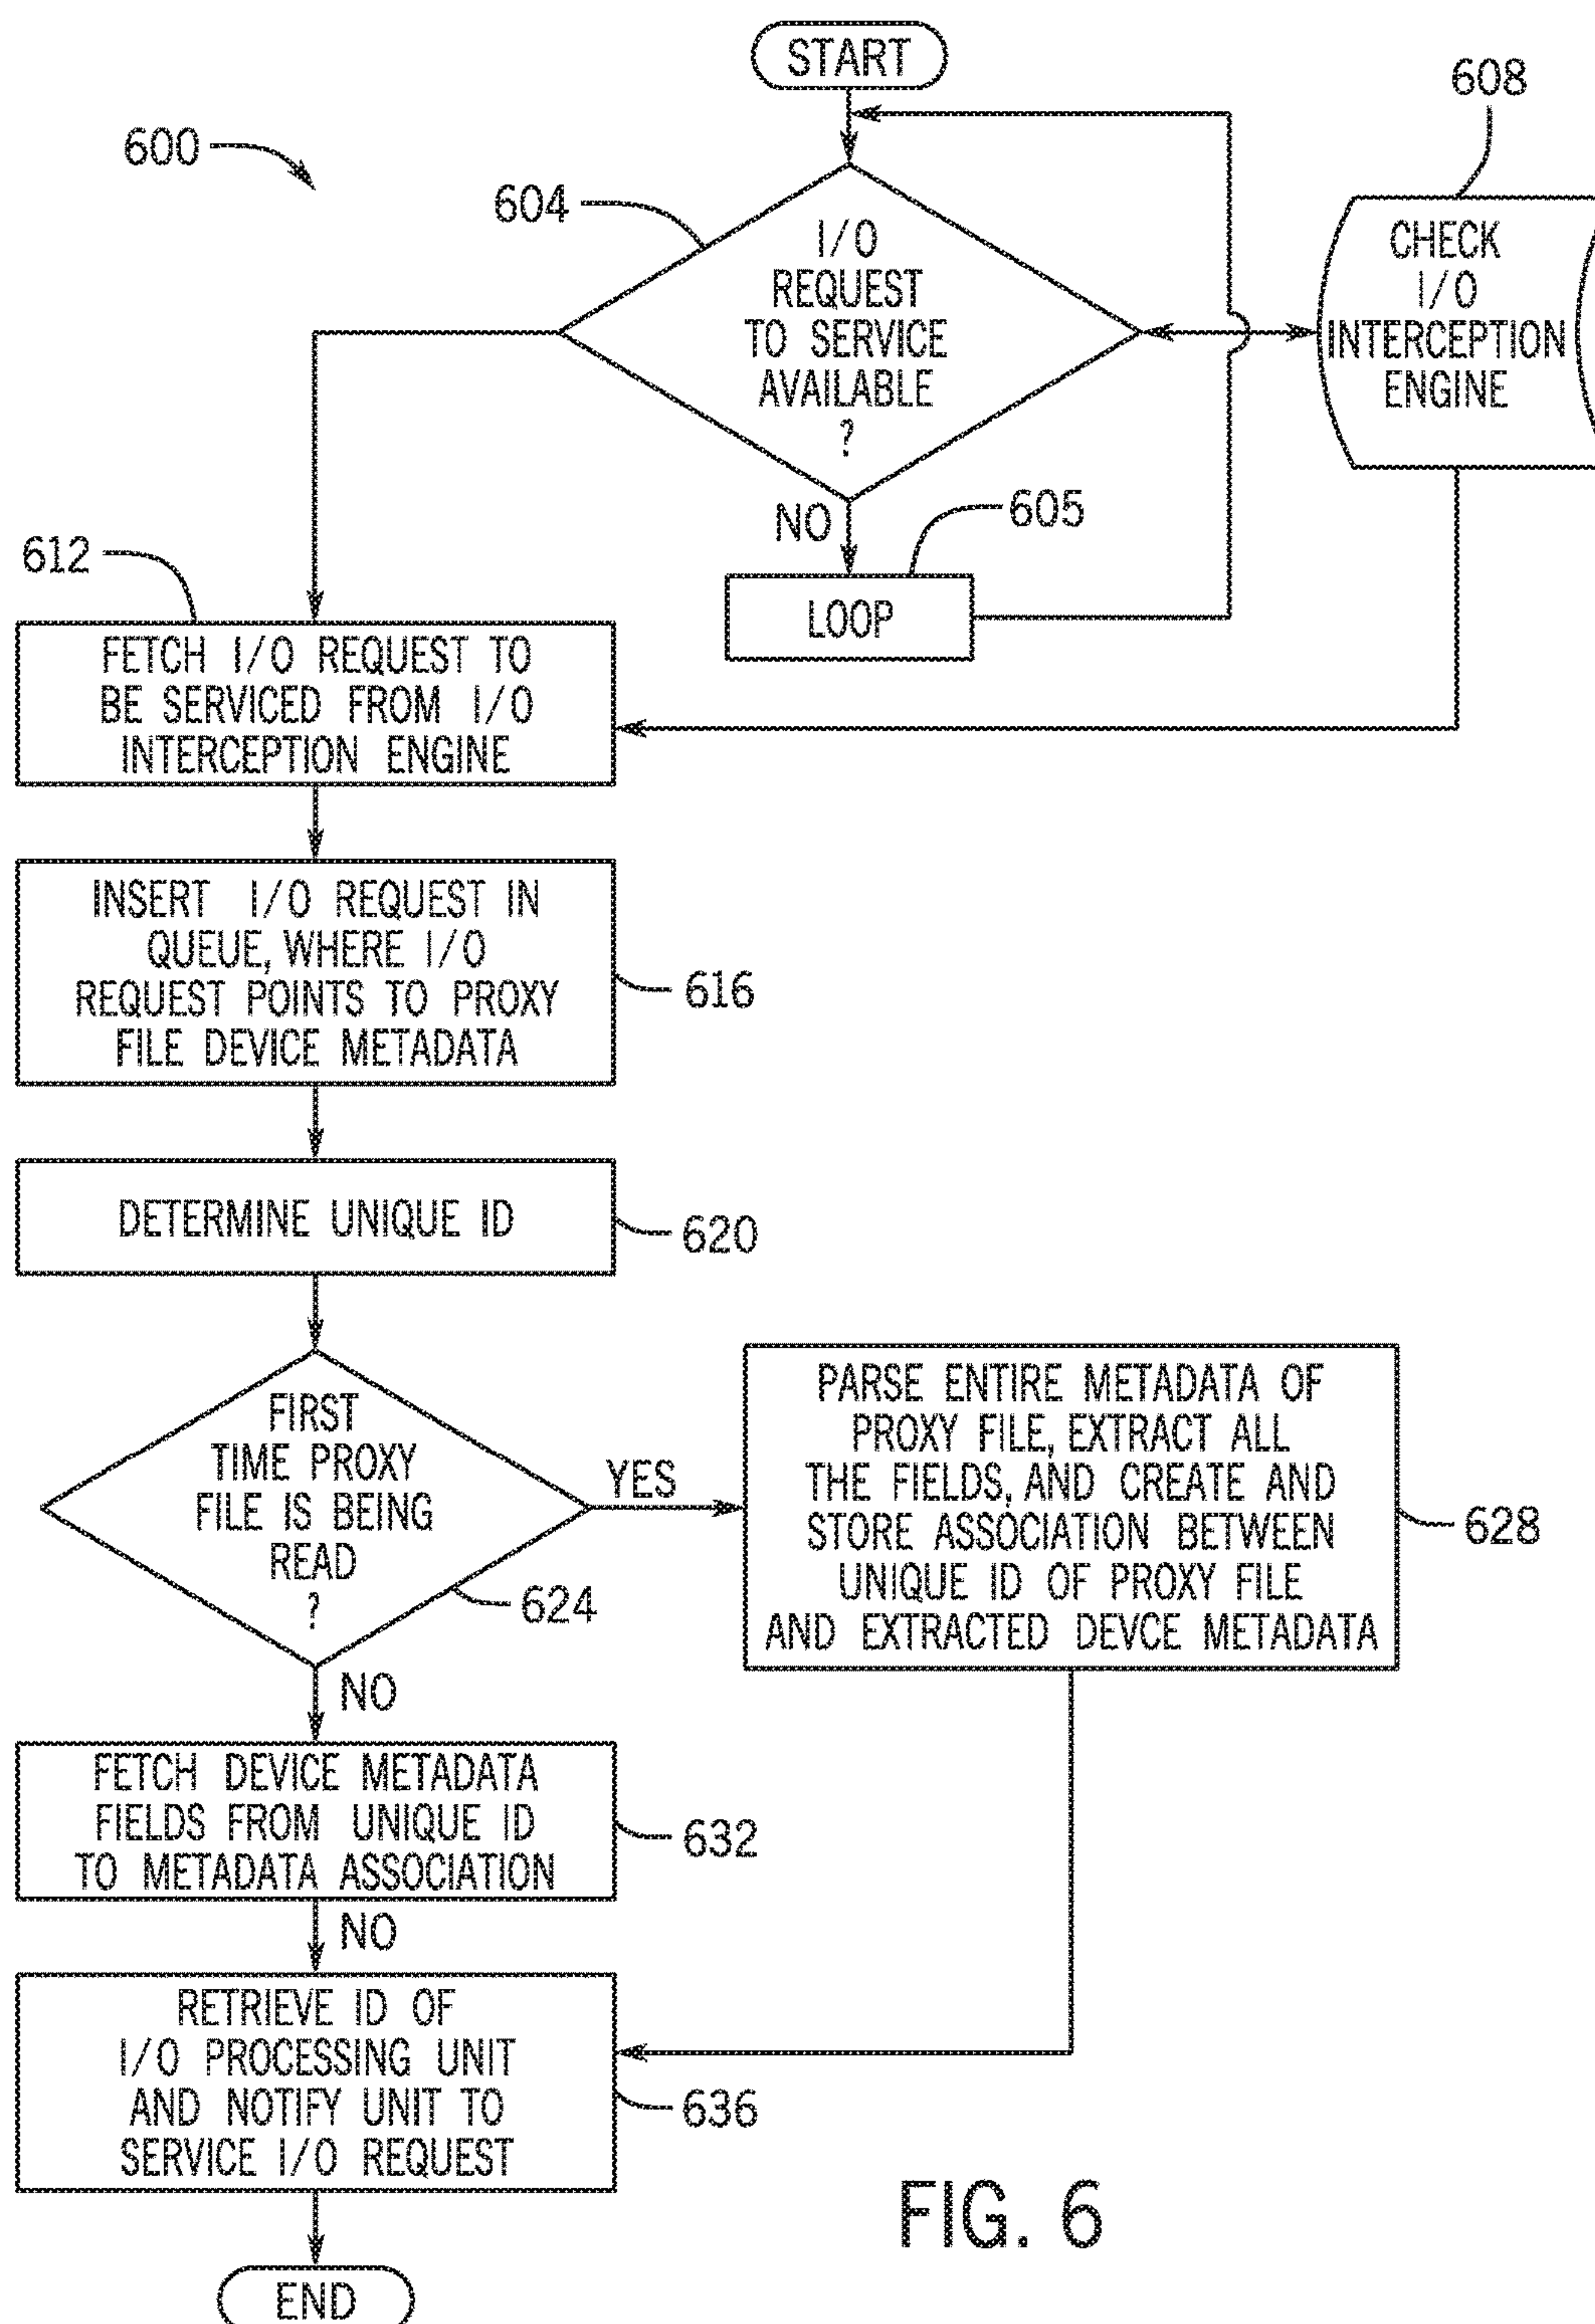 START
608
600
604
I/O
REQUEST
TO SERVICE
AVAILABLE
?
CHECK
I/O
INTERCEPTION
ENGINE
NO
605
LOOP
612
FETCH I/O REQUEST TO
BE SERVICED FROM I/O
INTERCEPTION ENGINE
INSERT I/O REQUEST IN
QUEUE, WHERE I/O
REQUEST POINTS TO PROXY
FILE DEVICE METADATA
616
DETERMINE UNIQUE ID
620
FIRST
TIME PROXY
FILE IS BEING
READ
?
624
YES
PARSE ENTIRE METADATA OF
PROXY FILE, EXTRACT ALL
THE FIELDS, AND CREATE AND
STORE ASSOCIATION BETWEEN
UNIQUE ID OF PROXY FILE
AND EXTRACTED DEVCE METADATA
628
NO
FETCH DEVICE METADATA
FIELDS FROM UNIQUE ID
TO METADATA ASSOCIATION
632
NO
RETRIEVE ID OF
I/O PROCESSING UNIT
AND NOTIFY UNIT TO
SERVICE I/O REQUEST
636
END
FIG. 6